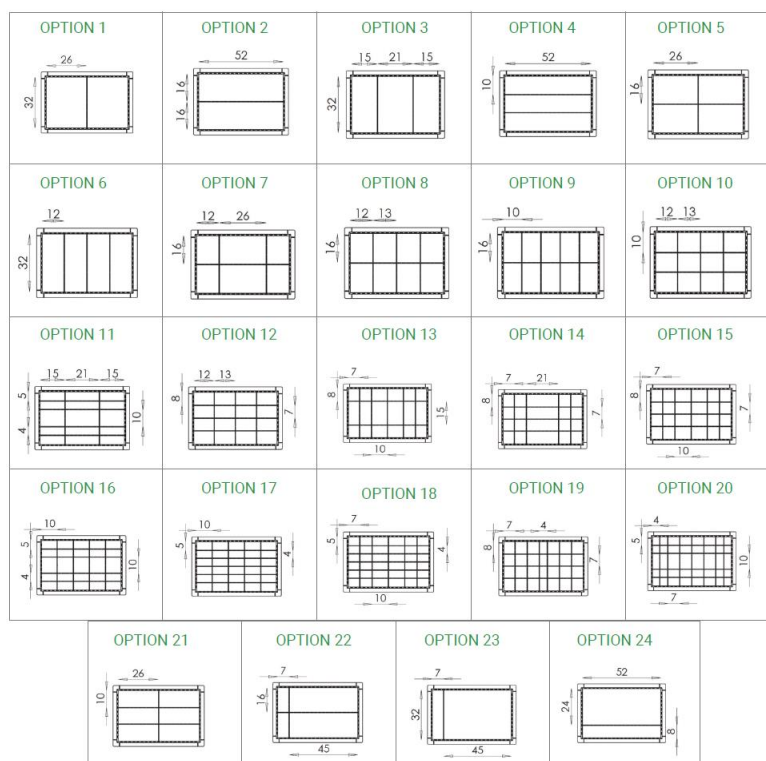 OPTION 1
26
32
OPTION 2
52
16
16
OPTION 3
15 21 15
32
OPTION 4
52
10
OPTION 5
26
16
OPTION 6
12
32
OPTION 7
12 26
16
OPTION 8
12 13
16
OPTION 9
10
16
OPTION 10
12 13
10
OPTION 11
15 21 15
5
4
10
OPTION 12
12 13
8
7
OPTION 13
7
8
15
10
OPTION 14
7 21
8
7
OPTION 15
7
8
7
10
OPTION 16
10
5
4
10
OPTION 17
10
5
4
OPTION 18
7
5
4
10
OPTION 19
7 4
8
7
OPTION 20
4
5
10
7
OPTION 21
26
10
OPTION 22
7
16
45
OPTION 23
7
32
45
OPTION 24
52
24
8